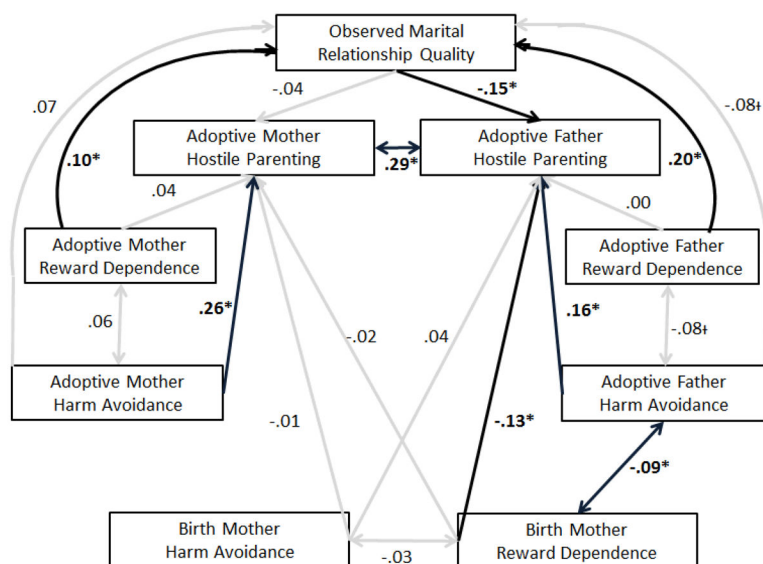 Observed Marital
Relationship Quality
.07
-.04
-.15*
-.08ƚ
Adoptive Mother
Hostile Parenting
Adoptive Father
Hostile Parenting
.10*
.29*
.20*
.04
.00
Adoptive Mother
Reward Dependence
Adoptive Father
Reward Dependence
.06
.26*
-.02
.04
.16*
-.08ƚ
Adoptive Mother
Harm Avoidance
Adoptive Father
Harm Avoidance
-.01
-.13*
-.09*
Birth Mother
Harm Avoidance
-.03
Birth Mother
Reward Dependence